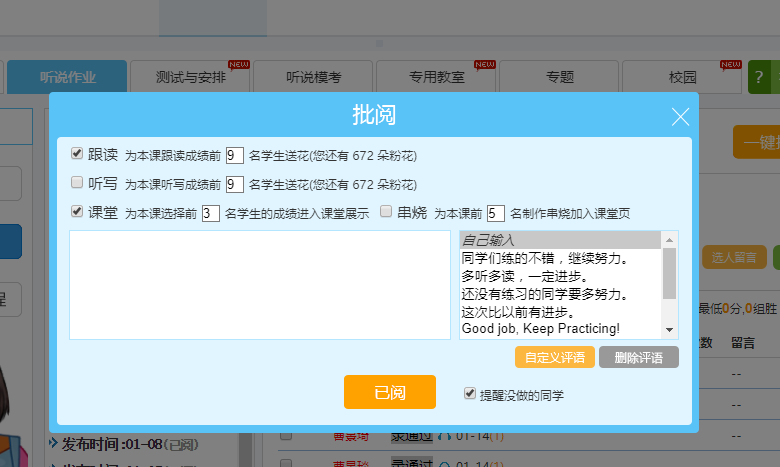 听说作业
测试与安排 NEW
听说模考
专用教室 NEW
专题
校园 NEW
?
批阅
一键
跟读 为本课跟读成绩前 9 名学生送花(您还有 672 朵粉花)
听写 为本课听写成绩前 9 名学生送花(您还有 672 朵粉花)
课堂 为本课选择前 3 名学生的成绩进入课堂展示 串烧 为本课前 5 名制作串烧加入课堂页
自己输入
同学们练的不错，继续努力。
多听多读，一定进步。
还没有练习的同学要多努力。
这次比以前有进步。
Good job, Keep Practicing!
选人留言
最低0分,0组胜
数 留言
--
--
自定义评语 删除评语
已阅 提醒没做的同学
发布时间 :01-08(已阅)
曹景琦 录通过 01-14(1)